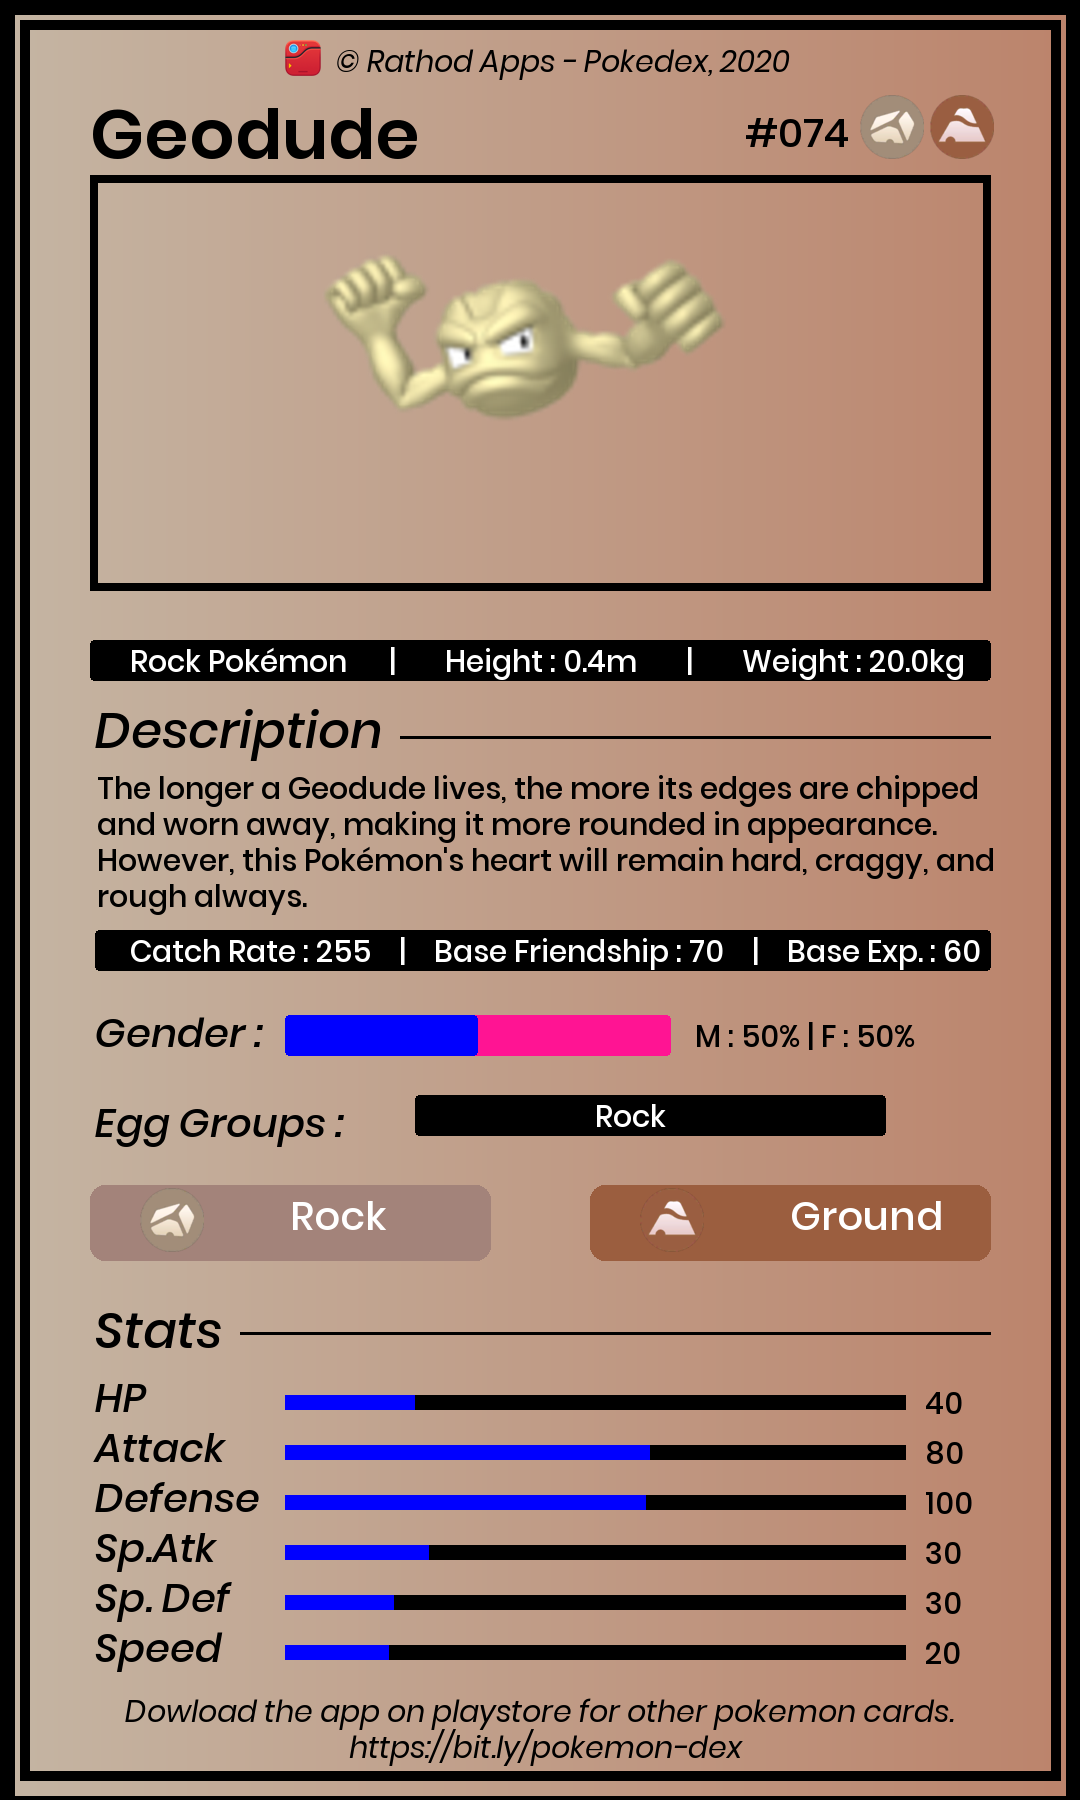 © Rathod Apps - Pokedex, 2020
Geodude #074
Rock Pokémon | Height : 0.4m | Weight : 20.0kg
Description
The longer a Geodude lives, the more its edges are chipped
and worn away, making it more rounded in appearance.
However, this Pokémon's heart will remain hard, craggy, and
rough always.
Catch Rate : 255 | Base Friendship : 70 | Base Exp. : 60
Gender : M : 50% | F : 50%
Egg Groups : Rock
Rock Ground
Stats
HP 40
Attack 80
Defense 100
Sp.Atk 30
Sp. Def 30
Speed 20
Dowload the app on playstore for other pokemon cards.
https://bit.ly/pokemon-dex